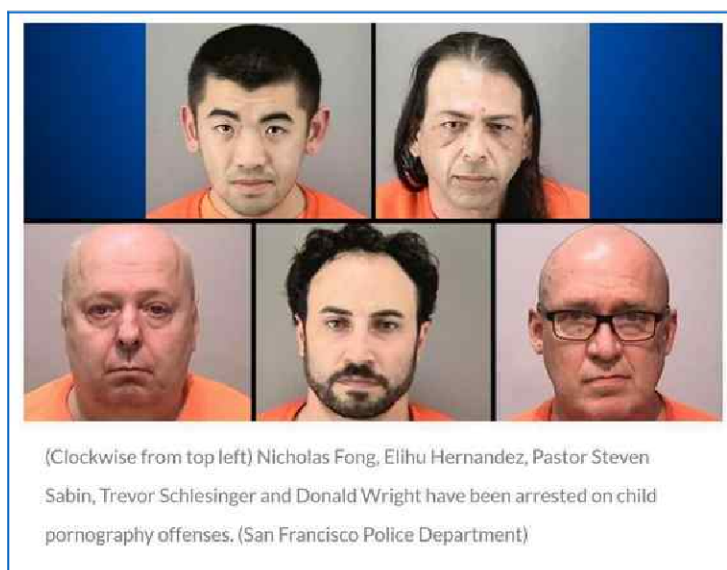 (Clockwise from top left) Nicholas Fong, Elihu Hernandez, Pastor Steven
Sabin, Trevor Schlesinger and Donald Wright have been arrested on child
pornography offenses. (San Francisco Police Department)